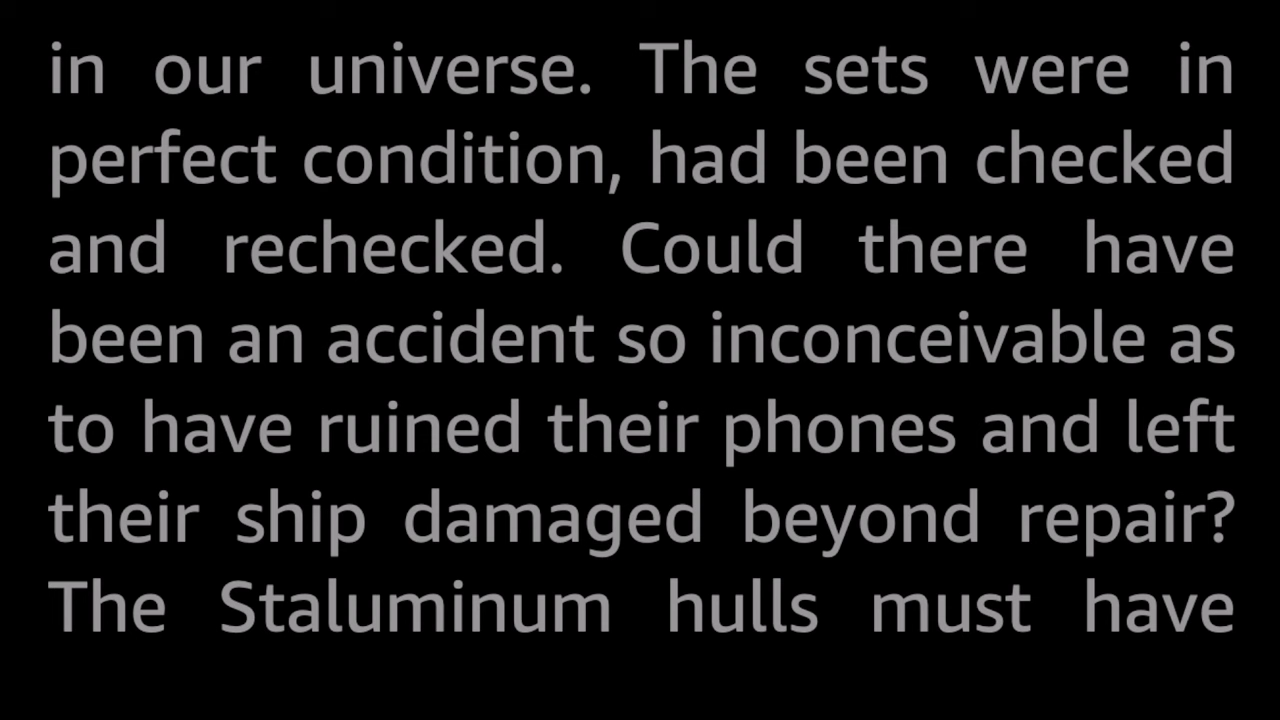 in our universe. The sets were in
perfect condition, had been checked
and rechecked. Could there have
been an accident so inconceivable as
to have ruined their phones and left
their ship damaged beyond repair?
The Staluminum hulls must have